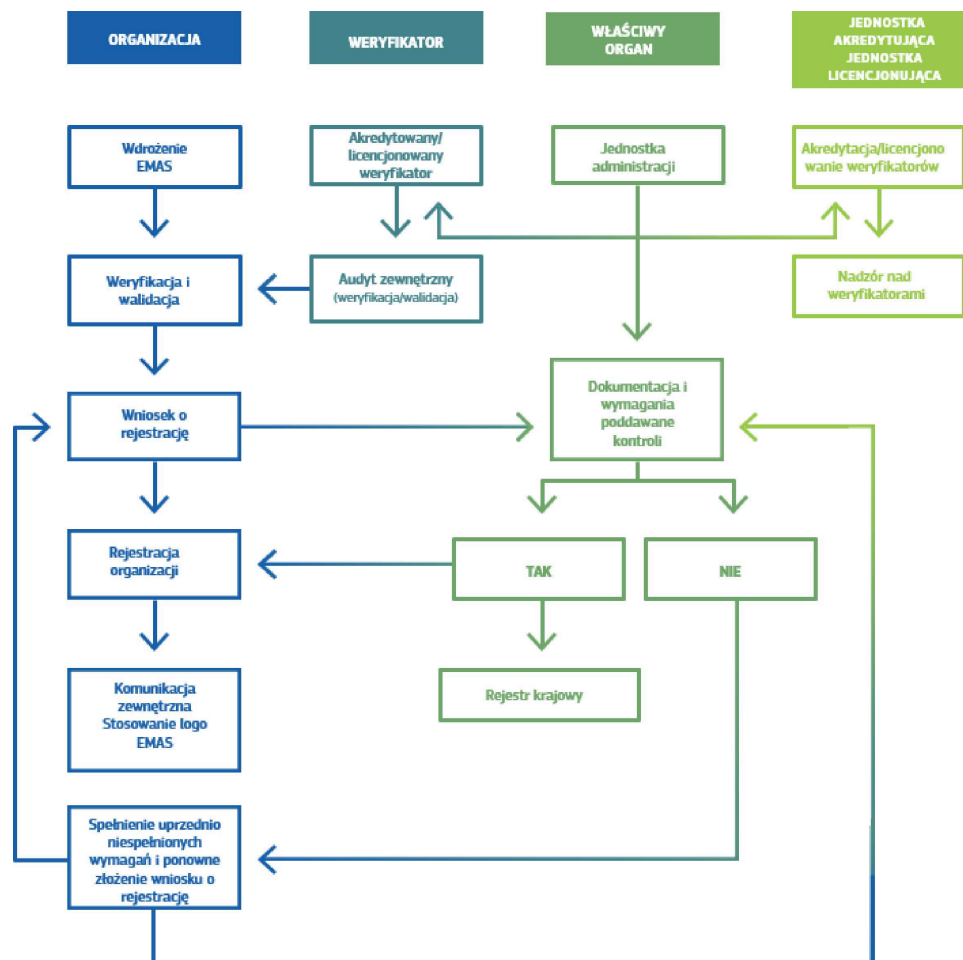 ORGANIZACJA
WERYFIKATOR
WŁAŚCIWY
ORGAN
JEDNOSTKA
AKREDYTUJĄCA
JEDNOSTKA
LICENCJONUJĄCA
Wdrożenie
EMAS
Akredytowany/
licencjonowany
weryfikator
Jednostka
administracji
Akredytacja/licencjono
wanie weryfikatorów
Weryfikacja i
walidacja
Audyt zewnętrzny
(weryfikacja/walidacja)
Nadzór nad
weryfikatorami
Wniosek o
rejestrację
Dokumentacja i
wymagania
poddawane
kontroli
Rejestracja
organizacji
TAK
NIE
Komunikacja
zewnętrzna
Stosowanie logo
EMAS
Rejestr krajowy
Spełnienie uprzednio
niespełnionych
wymagań i ponowne
złożenie wniosku o
rejestrację